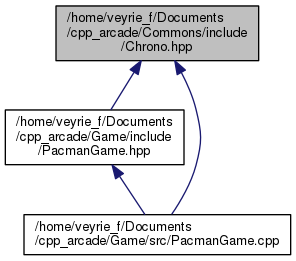 /home/veyrie_f/Documents
/cpp_arcade/Commons/include
/Chrono.hpp
/home/veyrie_f/Documents
/cpp_arcade/Game/include
/PacmanGame.hpp
/home/veyrie_f/Documents
/cpp_arcade/Game/src/PacmanGame.cpp